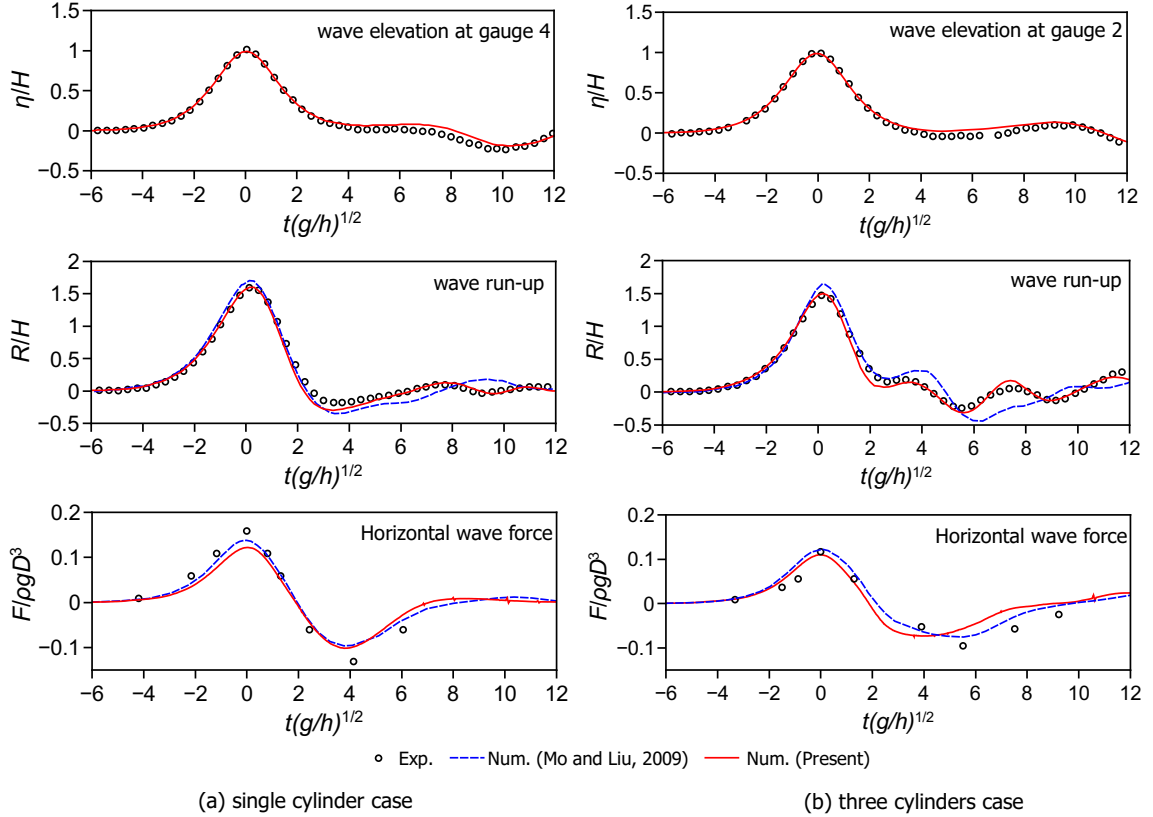 1.5
1
0.5
0
−0.5
η/H
wave elevation at gauge 4
−6 −4 −2 0 2 4 6 8 10 12
t(g/h)^1/2
1.5
1
0.5
0
−0.5
η/H
wave elevation at gauge 2
−6 −4 −2 0 2 4 6 8 10 12
t(g/h)^1/2
2
1.5
1
0.5
0
−0.5
R/H
wave run-up
−6 −4 −2 0 2 4 6 8 10 12
t(g/h)^1/2
2
1.5
1
0.5
0
−0.5
R/H
wave run-up
−6 −4 −2 0 2 4 6 8 10 12
t(g/h)^1/2
0.2
0.1
0
−0.1
F/ρgD³
Horizontal wave force
−6 −4 −2 0 2 4 6 8 10 12
t(g/h)^1/2
0.2
0.1
0
−0.1
F/ρgD³
Horizontal wave force
−6 −4 −2 0 2 4 6 8 10 12
t(g/h)^1/2
Exp. Num. (Mo and Liu, 2009) Num. (Present)
(a) single cylinder case
(b) three cylinders case